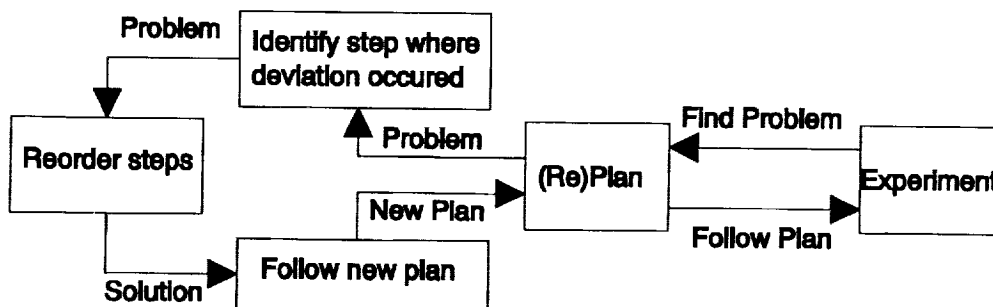 Problem
Identify step where
deviation occured
Reorder steps
Problem
Find Problem
(Re)Plan
Experiment
New Plan
Follow Plan
Solution
Follow new plan